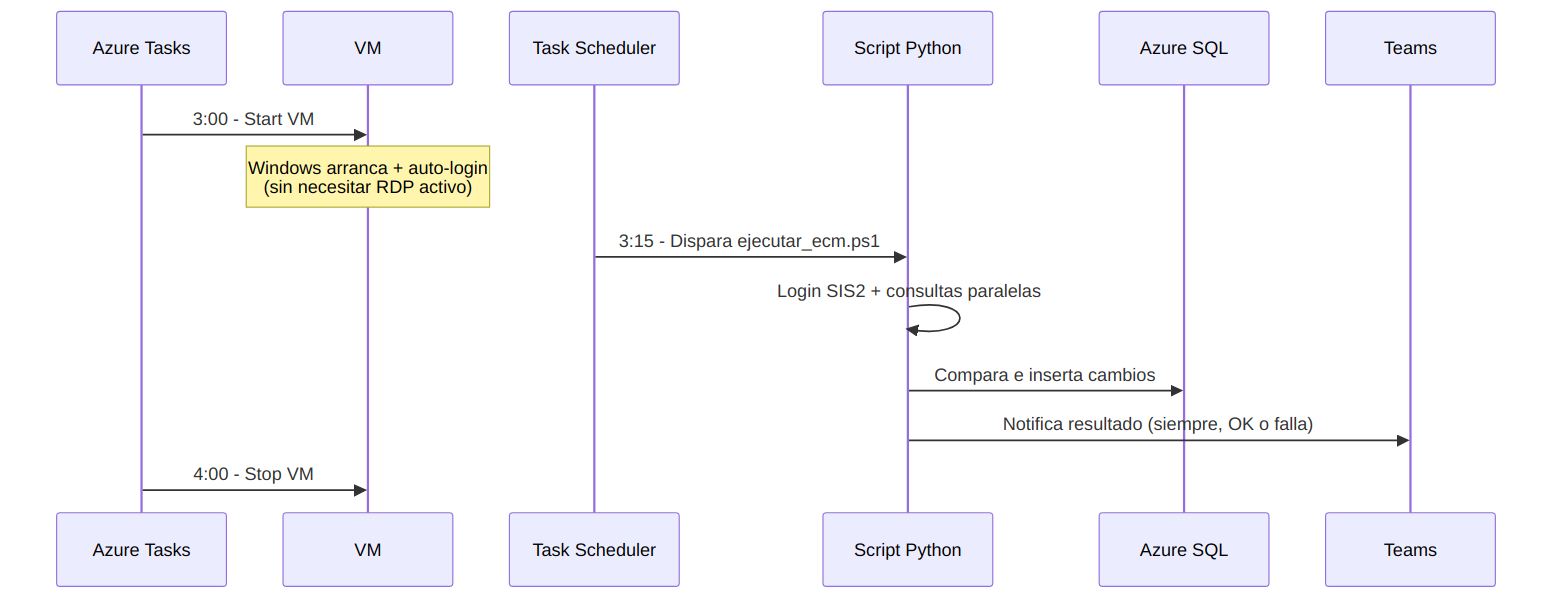 Azure Tasks
VM
Task Scheduler
Script Python
Azure SQL
Teams
3:00 - Start VM
Windows arranca + auto-login
(sin necesitar RDP activo)
3:15 - Dispara ejecutar_ecm.ps1
Login SIS2 + consultas paralelas
Compara e inserta cambios
Notifica resultado (siempre, OK o falla)
4:00 - Stop VM
Azure Tasks
VM
Task Scheduler
Script Python
Azure SQL
Teams